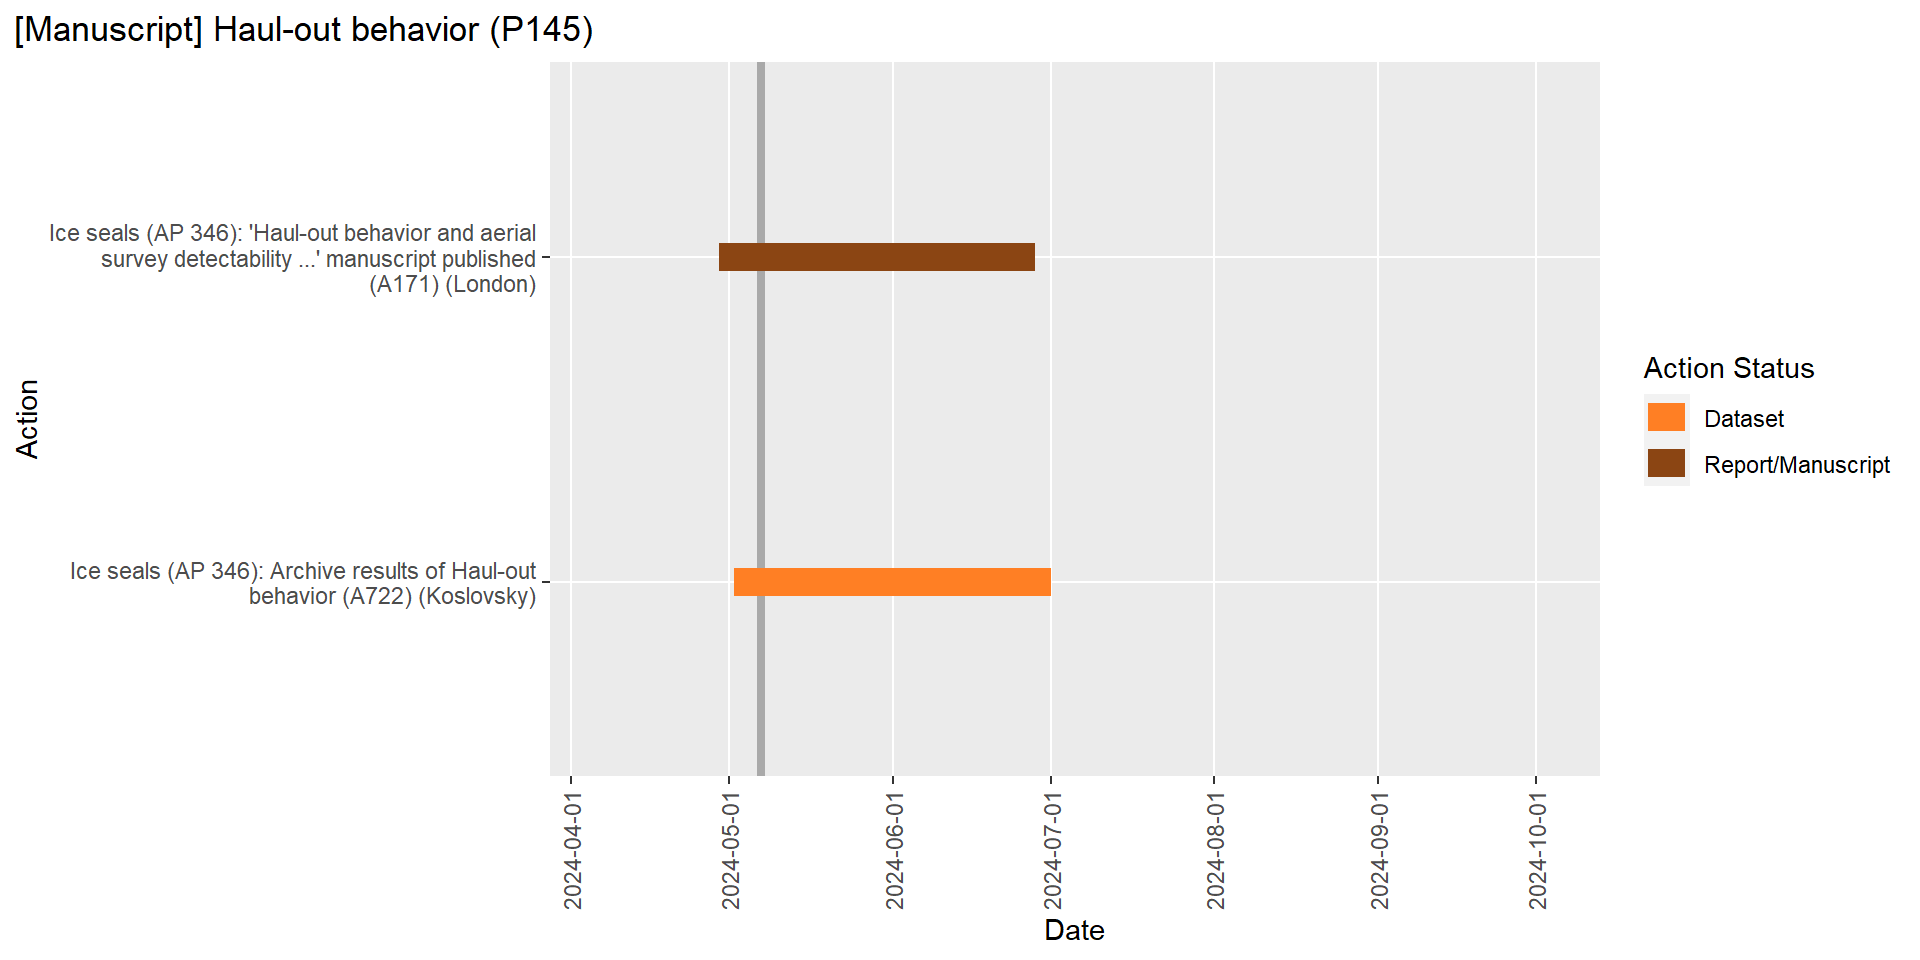 [Manuscript] Haul-out behavior (P145)
Action
Ice seals (AP 346): 'Haul-out behavior and aerial
survey detectability ...' manuscript published
(A171) (London)
Ice seals (AP 346): Archive results of Haul-out
behavior (A722) (Koslovsky)
2024-04-01
2024-05-01
2024-06-01
2024-07-01
2024-08-01
2024-09-01
2024-10-01
Date
Action Status
Dataset
Report/Manuscript